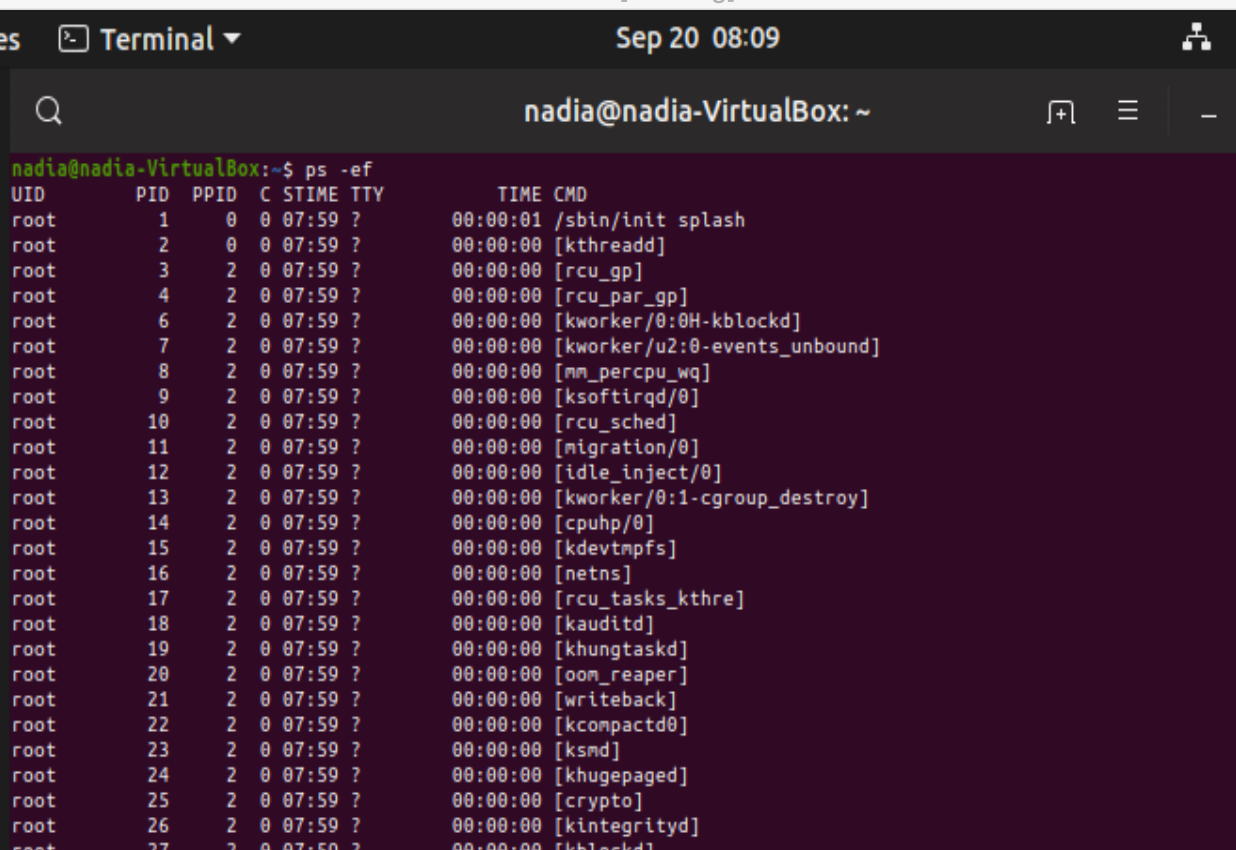 es Terminal Sep 20 08:09
nadia@nadia-VirtualBox: ~
nadia@nadia-VirtualBox:~$ ps -ef
UID PID PPID C STIME TTY TIME CMD
root 1 0 0 07:59 ? 00:00:01 /sbin/init splash
root 2 0 0 07:59 ? 00:00:00 [kthreadd]
root 3 2 0 07:59 ? 00:00:00 [rcu_gp]
root 4 2 0 07:59 ? 00:00:00 [rcu_par_gp]
root 6 2 0 07:59 ? 00:00:00 [kworker/0:0H-kblockd]
root 7 2 0 07:59 ? 00:00:00 [kworker/u2:0-events_unbound]
root 8 2 0 07:59 ? 00:00:00 [mm_percpu_wq]
root 9 2 0 07:59 ? 00:00:00 [ksoftirqd/0]
root 10 2 0 07:59 ? 00:00:00 [rcu_sched]
root 11 2 0 07:59 ? 00:00:00 [migration/0]
root 12 2 0 07:59 ? 00:00:00 [idle_inject/0]
root 13 2 0 07:59 ? 00:00:00 [kworker/0:1-cgroup_destroy]
root 14 2 0 07:59 ? 00:00:00 [cpuhp/0]
root 15 2 0 07:59 ? 00:00:00 [kdevtmpfs]
root 16 2 0 07:59 ? 00:00:00 [netns]
root 17 2 0 07:59 ? 00:00:00 [rcu_tasks_kthre]
root 18 2 0 07:59 ? 00:00:00 [kauditd]
root 19 2 0 07:59 ? 00:00:00 [khungtaskd]
root 20 2 0 07:59 ? 00:00:00 [oom_reaper]
root 21 2 0 07:59 ? 00:00:00 [writeback]
root 22 2 0 07:59 ? 00:00:00 [kcompactd0]
root 23 2 0 07:59 ? 00:00:00 [ksmd]
root 24 2 0 07:59 ? 00:00:00 [khugepaged]
root 25 2 0 07:59 ? 00:00:00 [crypto]
root 26 2 0 07:59 ? 00:00:00 [kintegrityd]
root 27 2 0 07:59 ? 00:00:00 [kblockd]